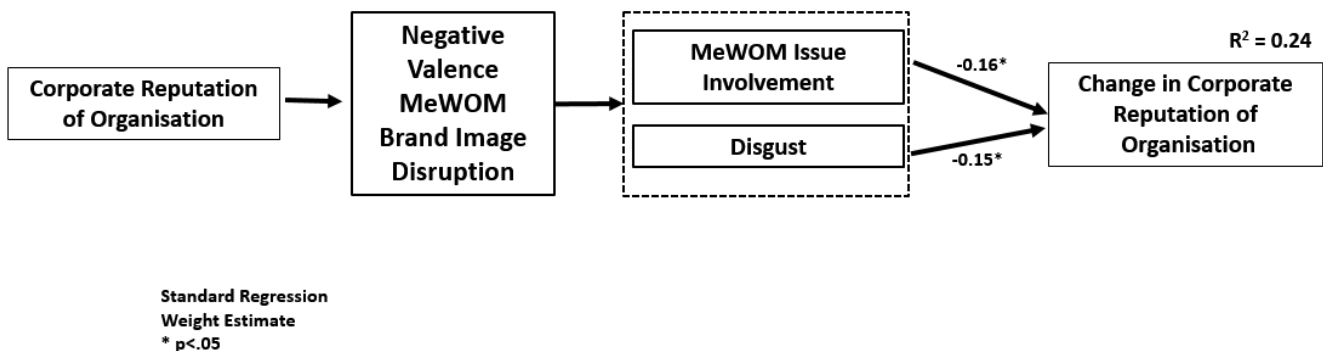 Corporate Reputation
of Organisation
Negative
Valence
MeWOM
Brand Image
Disruption
MeWOM Issue
Involvement
Disgust
-0.16*
-0.15*
R² = 0.24
Change in Corporate
Reputation of
Organisation
Standard Regression
Weight Estimate
* p<.05